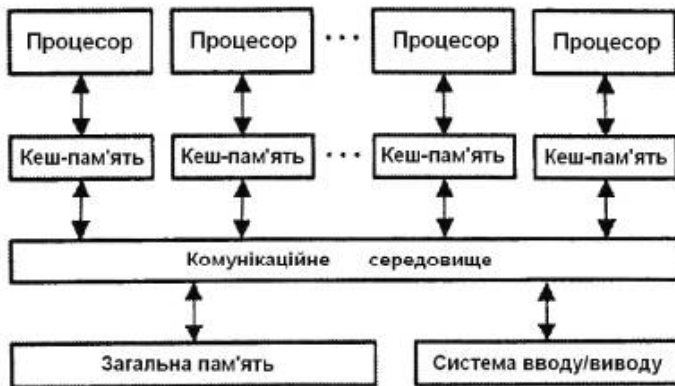 Процесор Процесор ... Процесор Процесор
Кеш-пам'ять Кеш-пам'ять ... Кеш-пам'ять Кеш-пам'ять
Комунікаційне середовище
Загальна пам'ять Система вводу/виводу